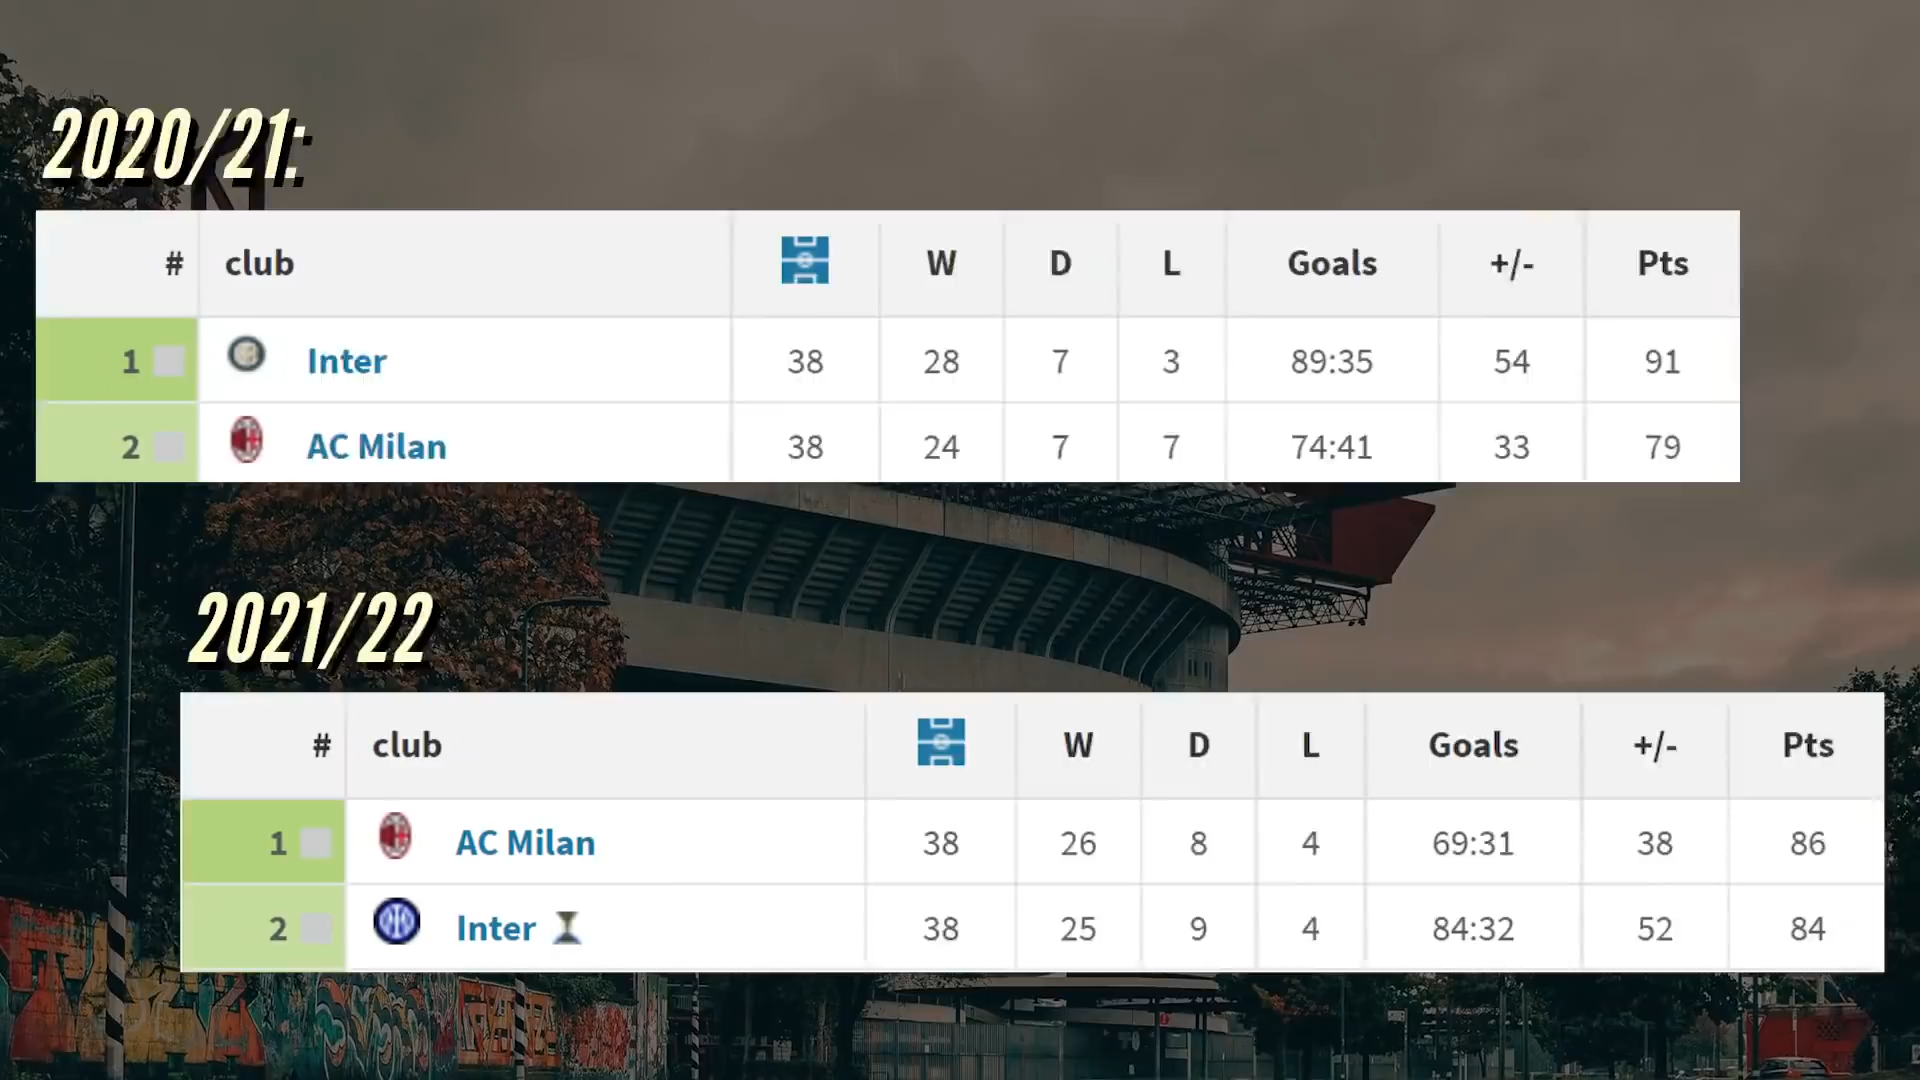 2020/21:
# club W D L Goals +/- Pts
1 Inter 38 28 7 3 89:35 54 91
2 AC Milan 38 24 7 7 74:41 33 79
2021/22
# club W D L Goals +/- Pts
1 AC Milan 38 26 8 4 69:31 38 86
2 Inter 38 25 9 4 84:32 52 84